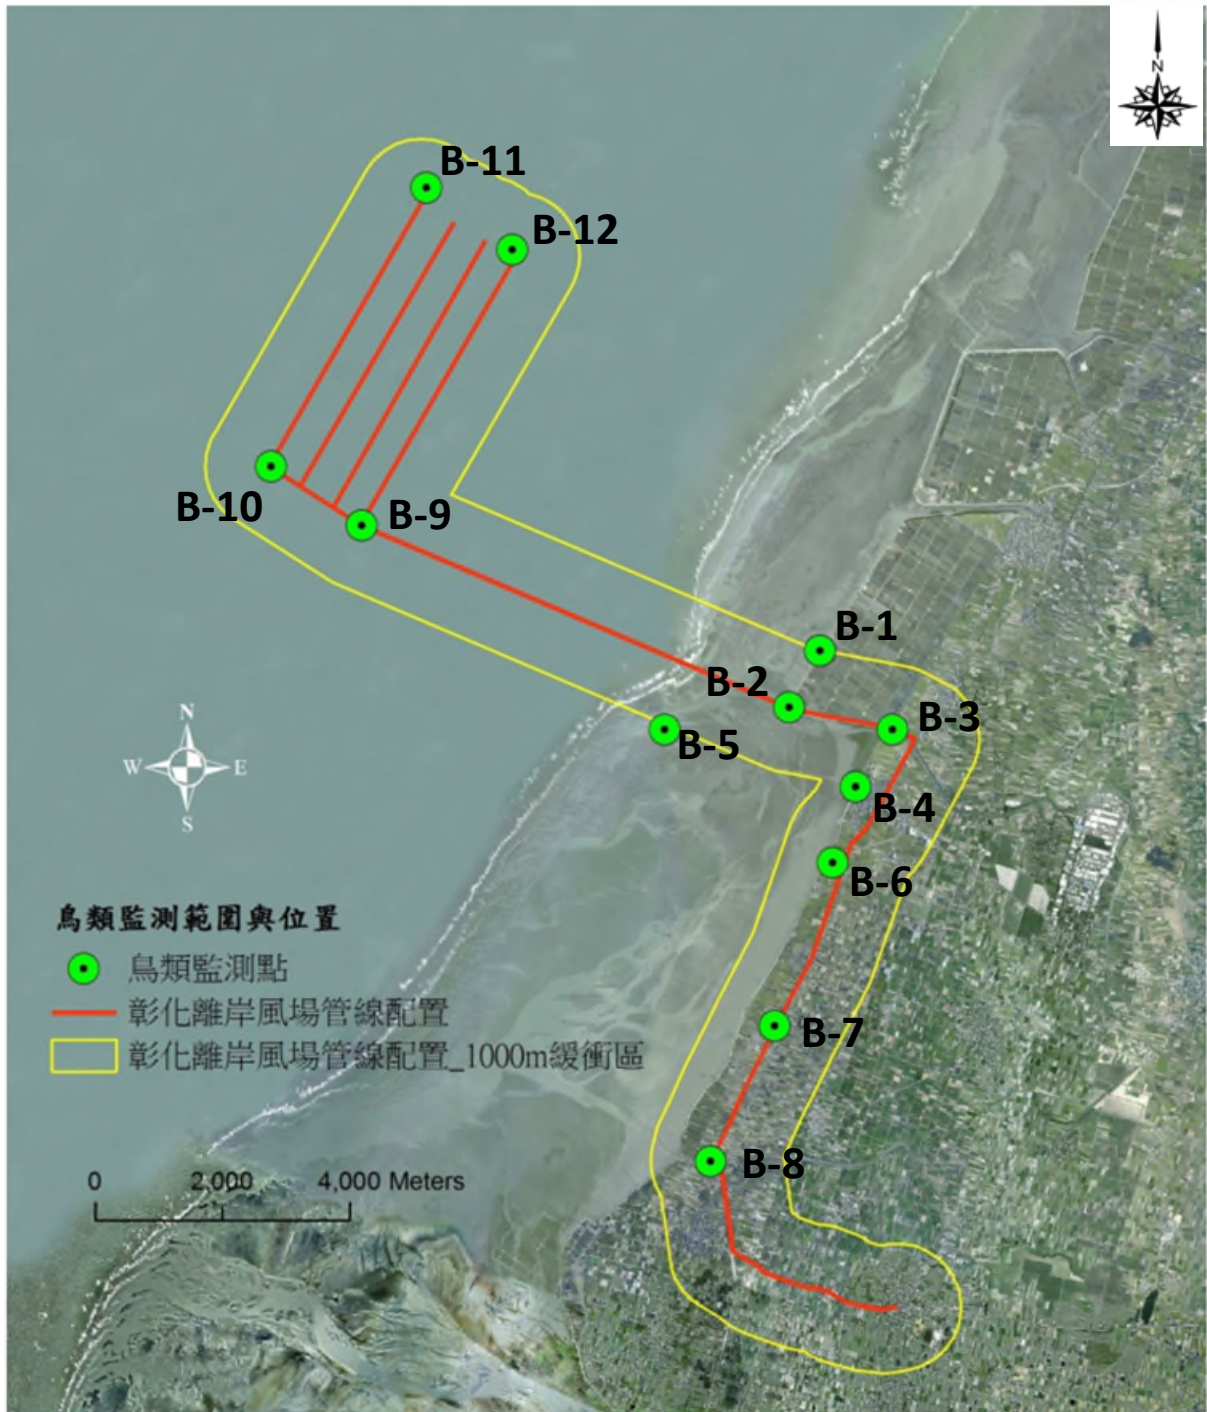 N
B-11
B-12
B-10
B-9
B-1
B-2
B-3
B-5
B-4
B-6
N
W E
S
鳥類監測範圍與位置
鳥類監測點
彰化離岸風場管線配置
彰化離岸風場管線配置_1000m緩衝區
B-7
B-8
0 2,000 4,000 Meters